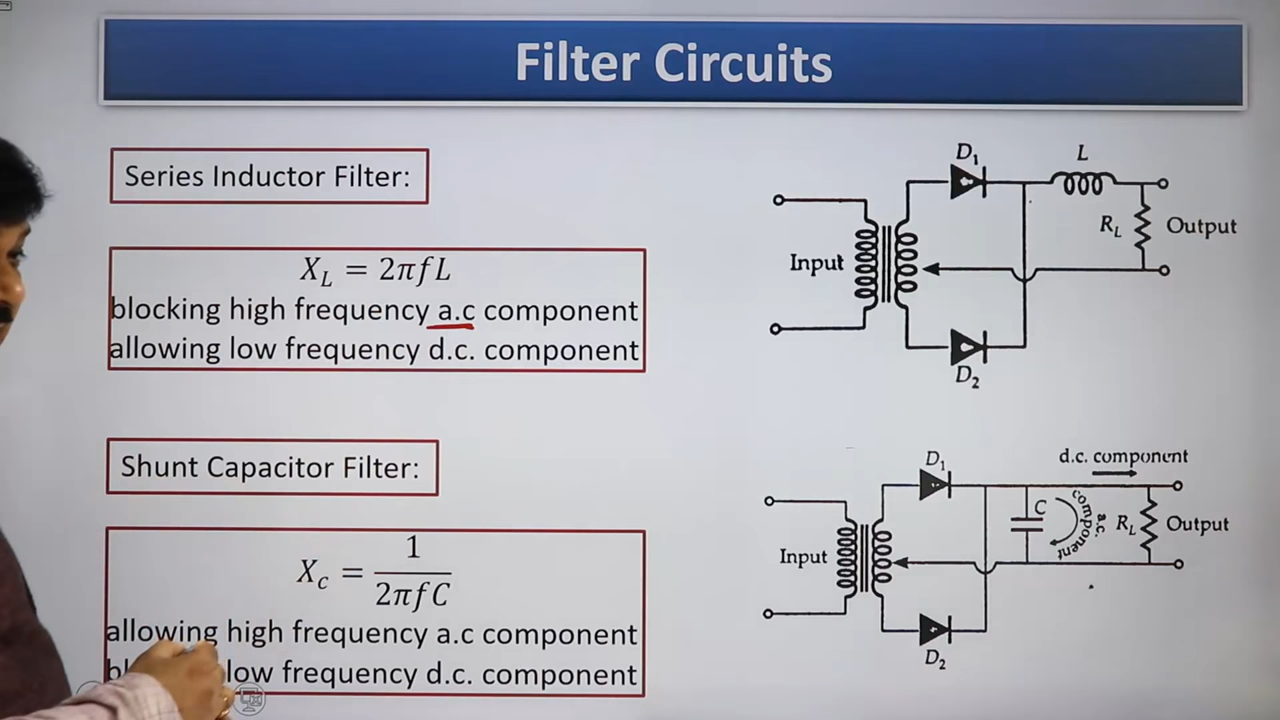 Filter Circuits
Series Inductor Filter:
X_L = 2πfL
blocking high frequency a.c component
allowing low frequency d.c. component
D₁
L
R_L
Output
Input
D₂
Shunt Capacitor Filter:
X_c = 1/2πfC
allowing high frequency a.c component
low frequency d.c. component
D₁
d.c. component
C
a.c.
component
R_L
Output
Input
D₂